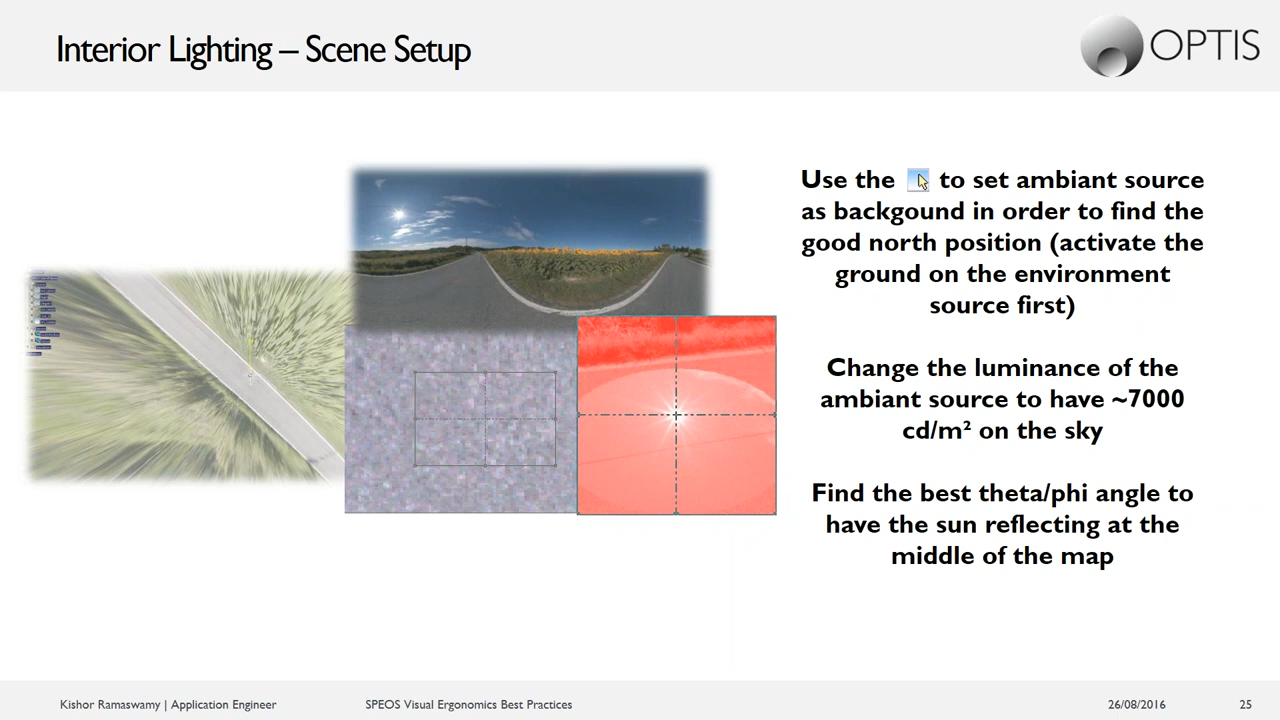 Interior Lighting – Scene Setup
OPTIS
Use the to set ambiant source
as backgound in order to find the
good north position (activate the
ground on the environment
source first)
Change the luminance of the
ambiant source to have ~7000
cd/m² on the sky
Find the best theta/phi angle to
have the sun reflecting at the
middle of the map
Kishor Ramaswamy | Application Engineer
SPEOS Visual Ergonomics Best Practices
26/08/2016
25